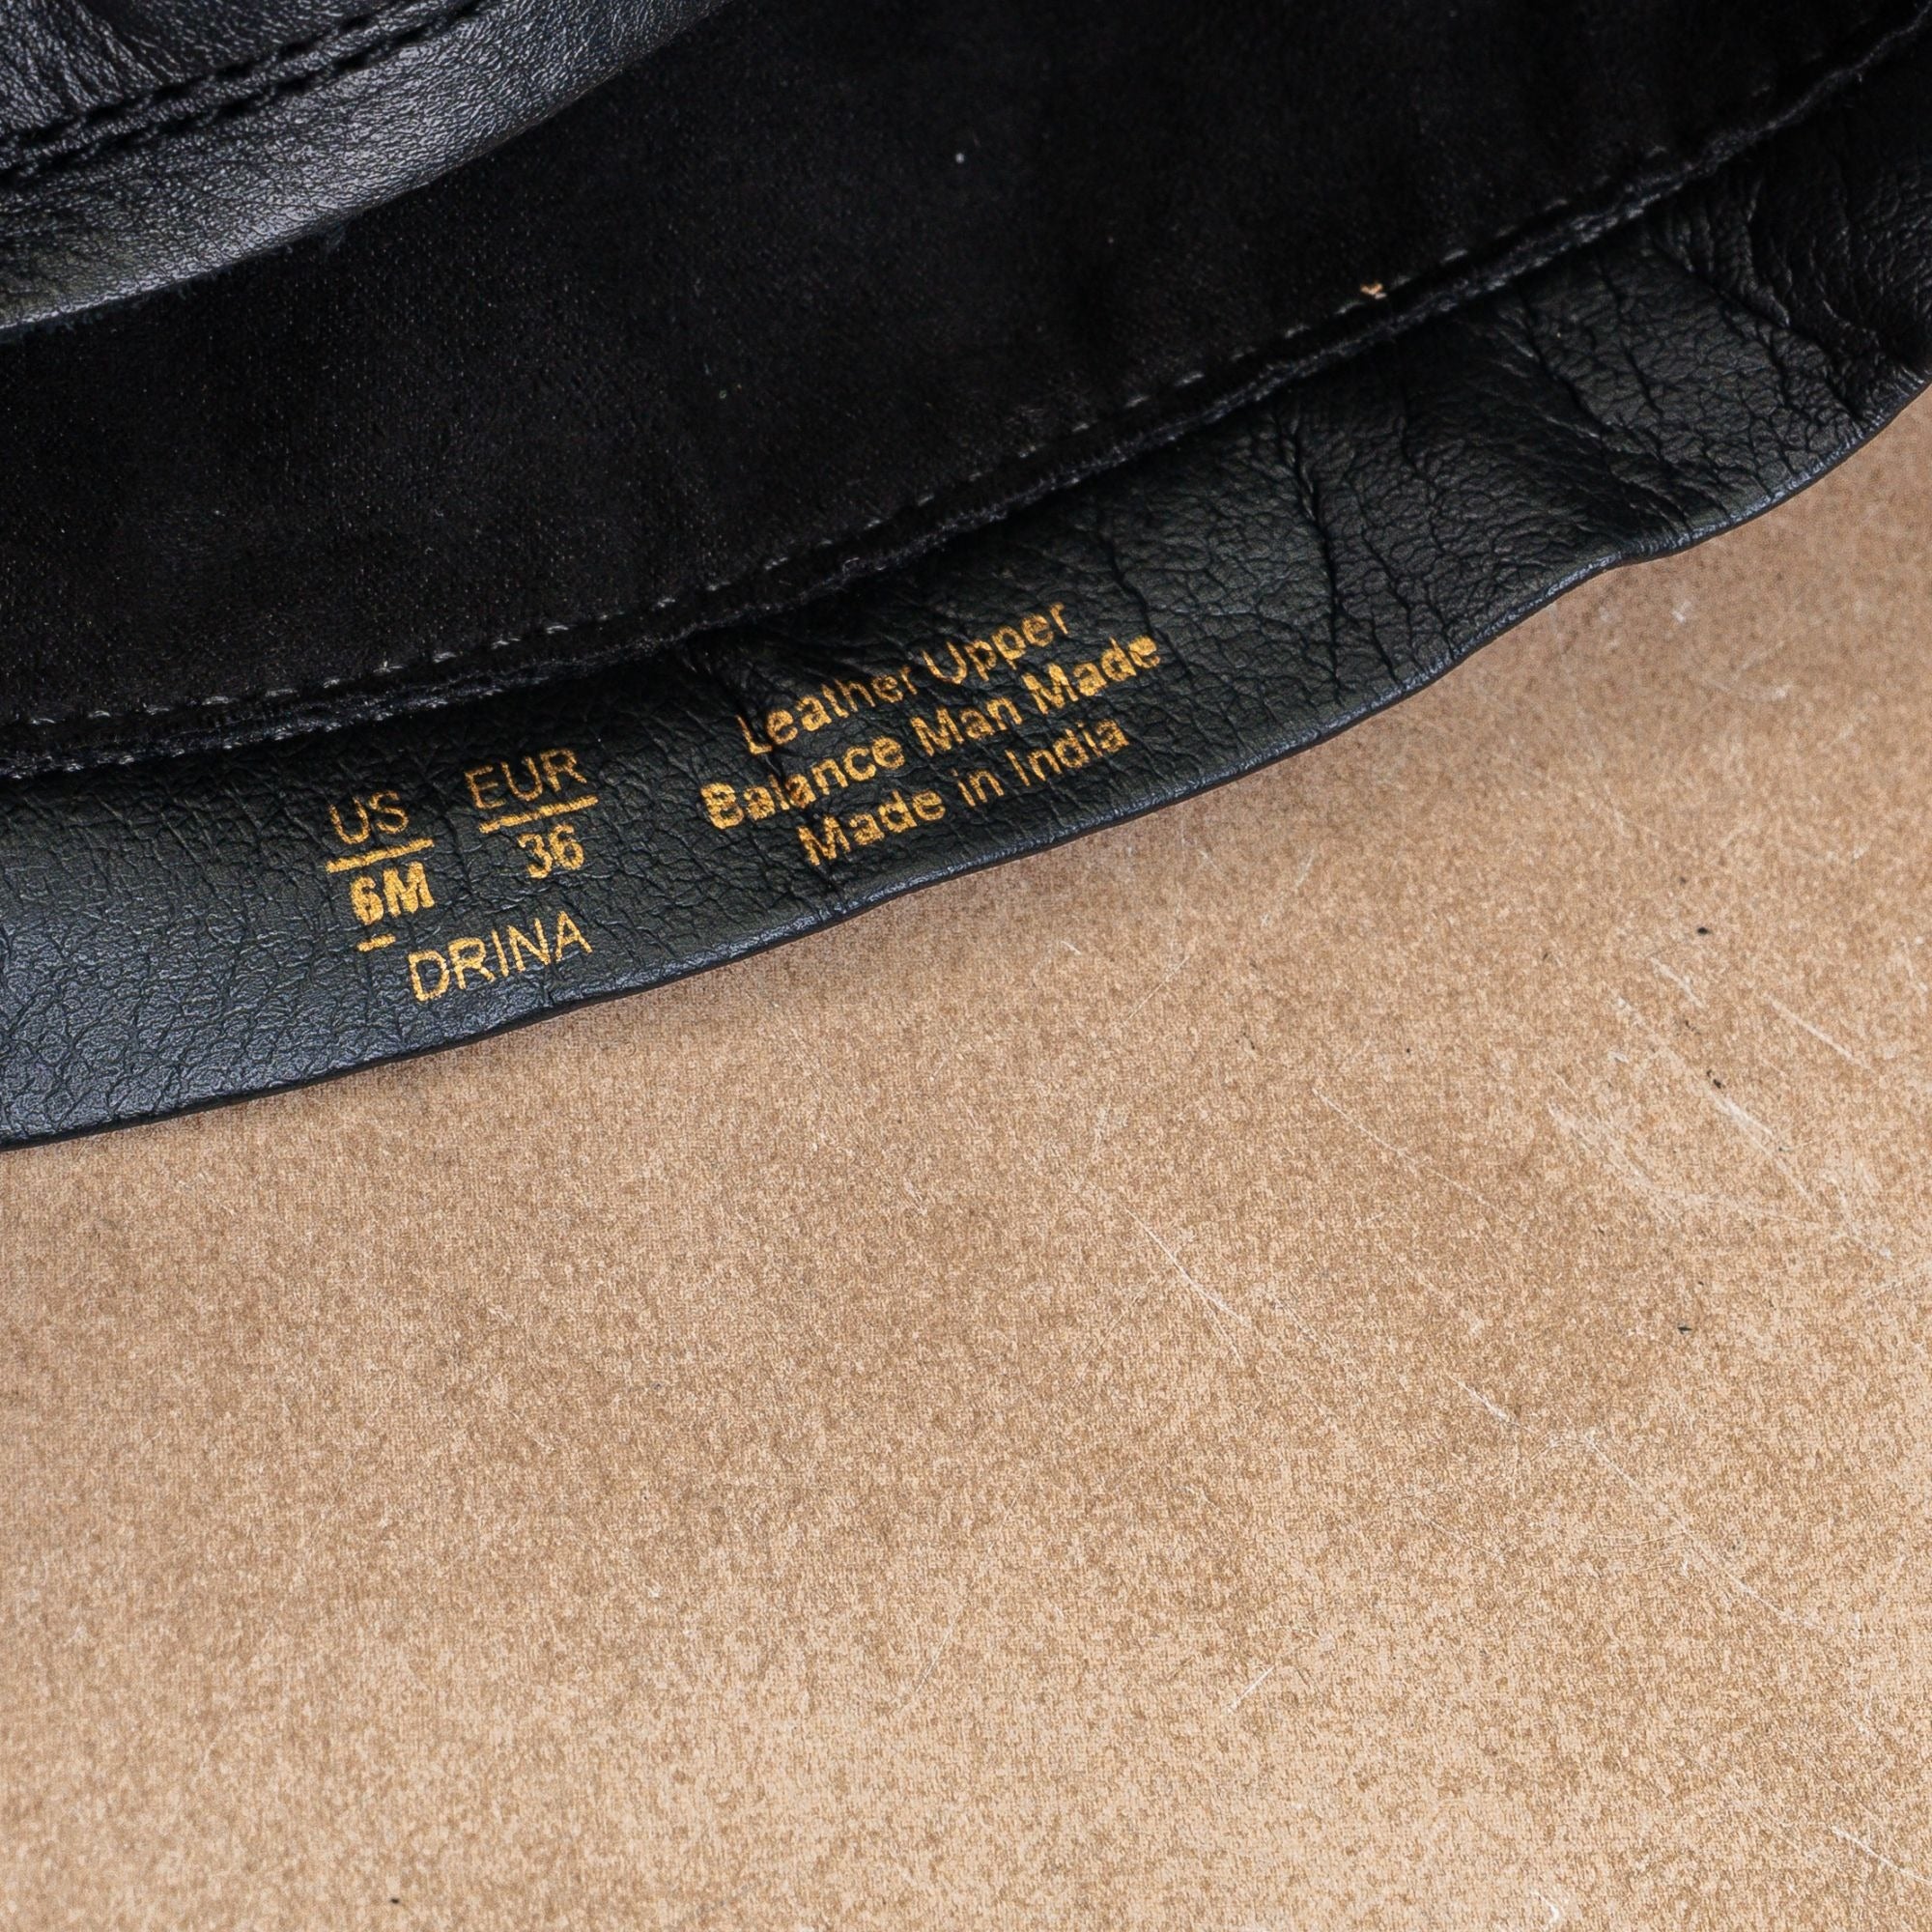 US EUR
6M 36
DRINA
Leather Upper
Balance Man Made
Made in India